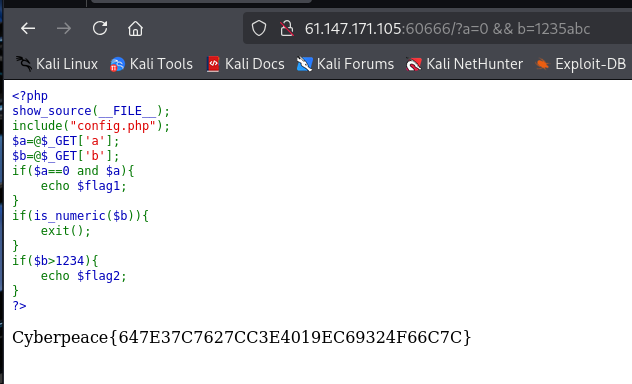 61.147.171.105:60666/?a=0 && b=1235abc
Kali Linux Kali Tools Kali Docs Kali Forums Kali NetHunter Exploit-DB
<?php
show_source(__FILE__);
include("config.php");
$a=@$_GET['a'];
$b=@$_GET['b'];
if($a==0 and $a){
    echo $flag1;
}
if(is_numeric($b)){
    exit();
}
if($b>1234){
    echo $flag2;
}
?>
Cyberpeace{647E37C7627CC3E4019EC69324F66C7C}